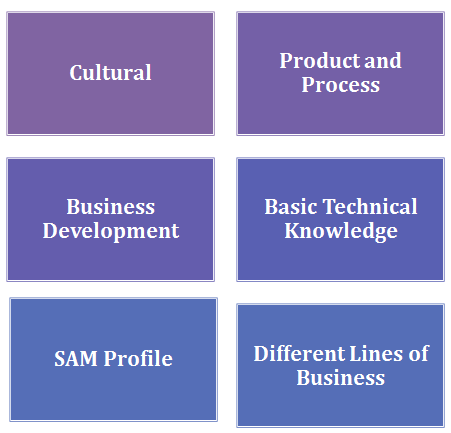 Cultural
Product and
Process
Business
Development
Basic Technical
Knowledge
SAM Profile
Different Lines of
Business